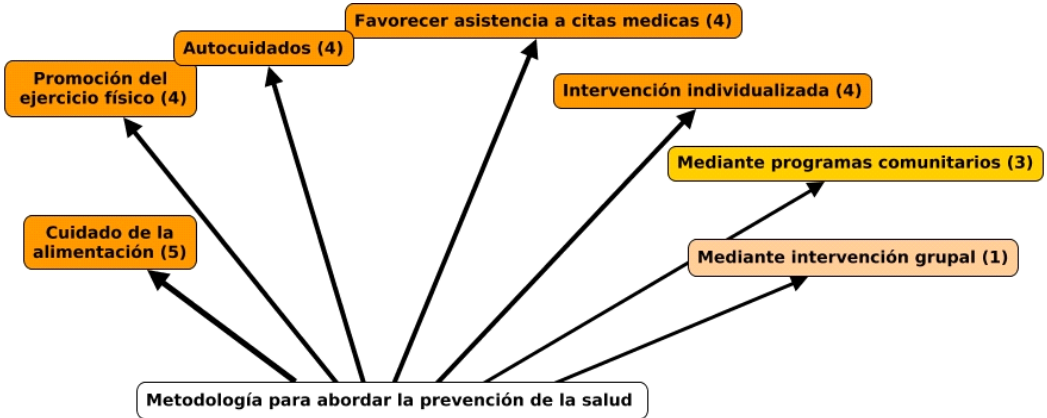 Favorecer asistencia a citas medicas (4)
Autocuidados (4)
Promoción del
ejercicio físico (4)
Intervención individualizada (4)
Mediante programas comunitarios (3)
Cuidado de la
alimentación (5)
Mediante intervención grupal (1)
Metodología para abordar la prevención de la salud